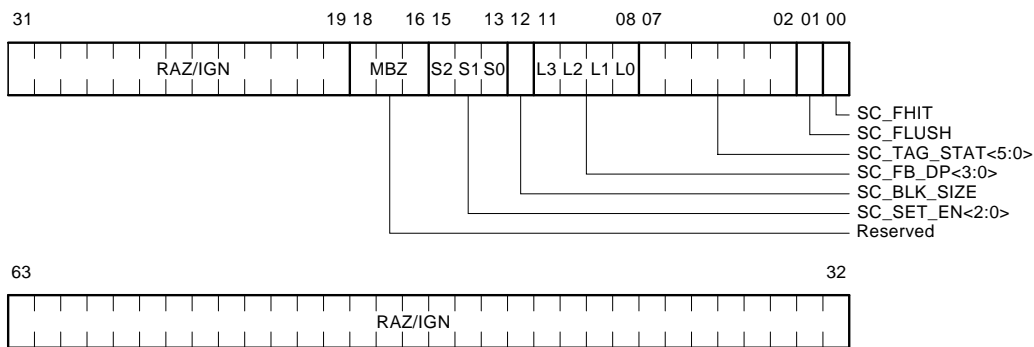 31 19 18 16 15 13 12 11 08 07 02 01 00
RAZ/IGN MBZ S2 S1 S0 L3 L2 L1 L0
SC_FHIT
SC_FLUSH
SC_TAG_STAT<5:0>
SC_FB_DP<3:0>
SC_BLK_SIZE
SC_SET_EN<2:0>
Reserved
63 32
RAZ/IGN